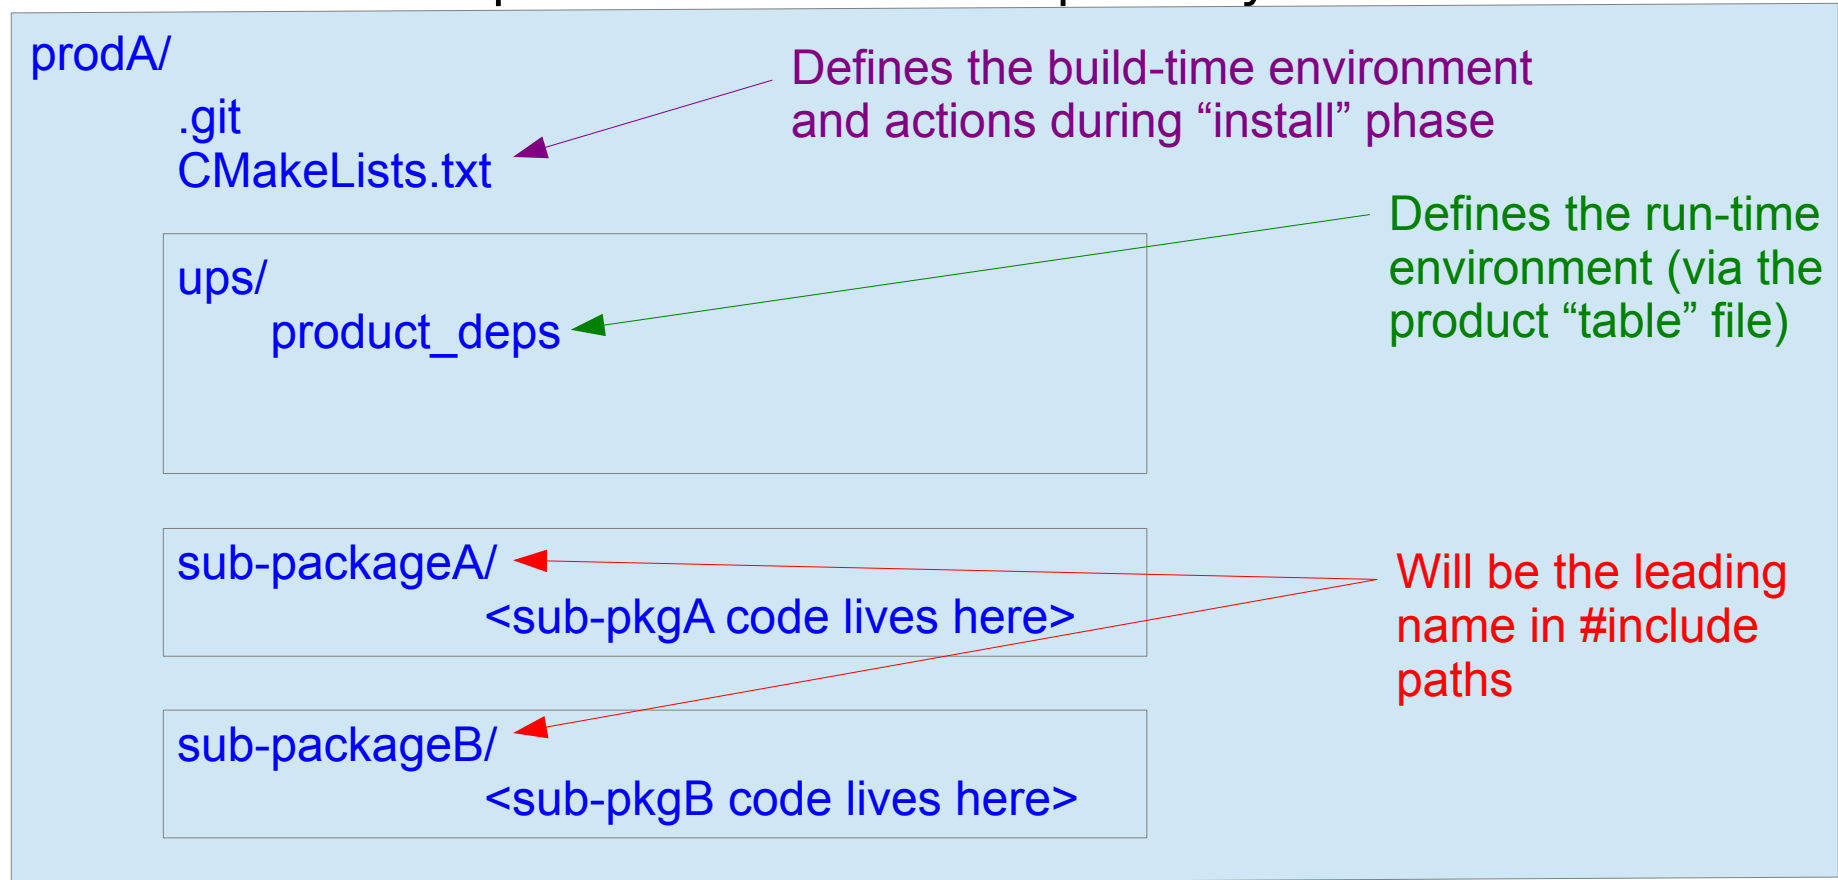 prodA/
.git
CMakeLists.txt
Defines the build-time environment
and actions during “install” phase
ups/
product_deps
Defines the run-time
environment (via the
product “table” file)
sub-packageA/
<sub-pkgA code lives here>
Will be the leading
name in #include
paths
sub-packageB/
<sub-pkgB code lives here>